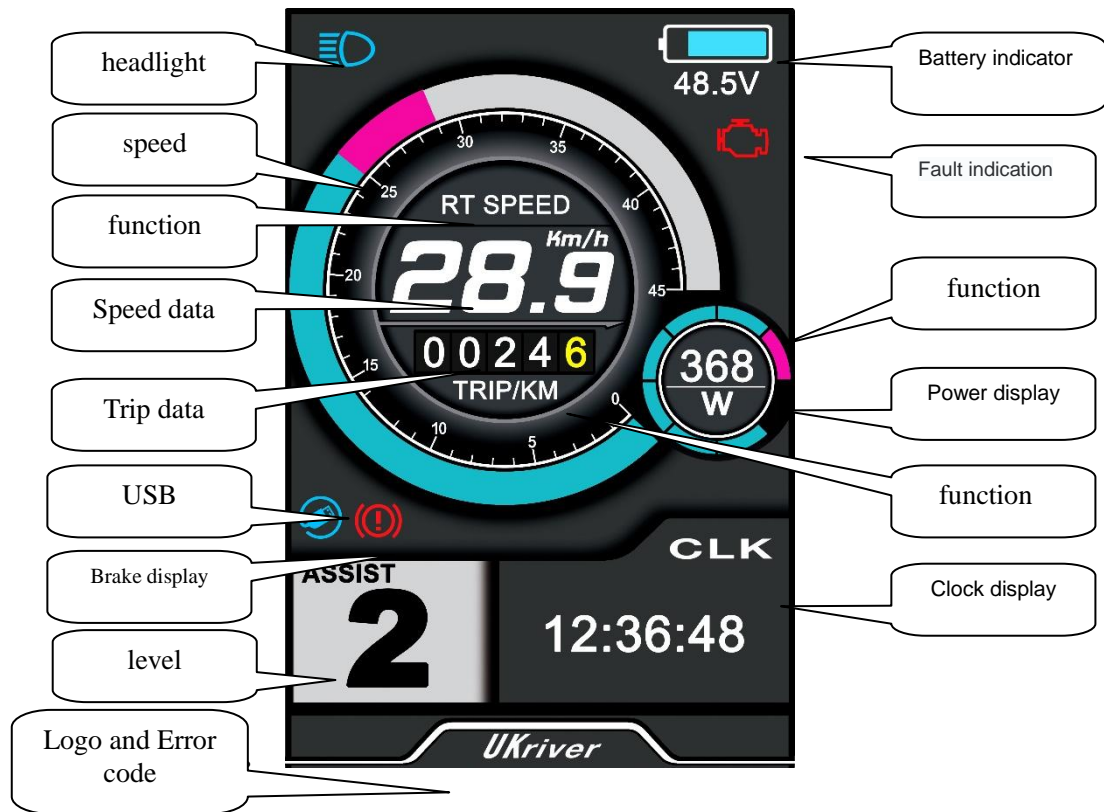 headlight
speed
function
Speed data
Trip data
USB
Brake display
level
Logo and Error
code
48.5V
30
35
25
40
RT SPEED
Km/h
28.9
20
45
00246
15
TRIP/KM
0
10
5
368
W
ASSIST
2
CLK
12:36:48
UKriver
Battery indicator
Fault indication
function
Power display
function
Clock display